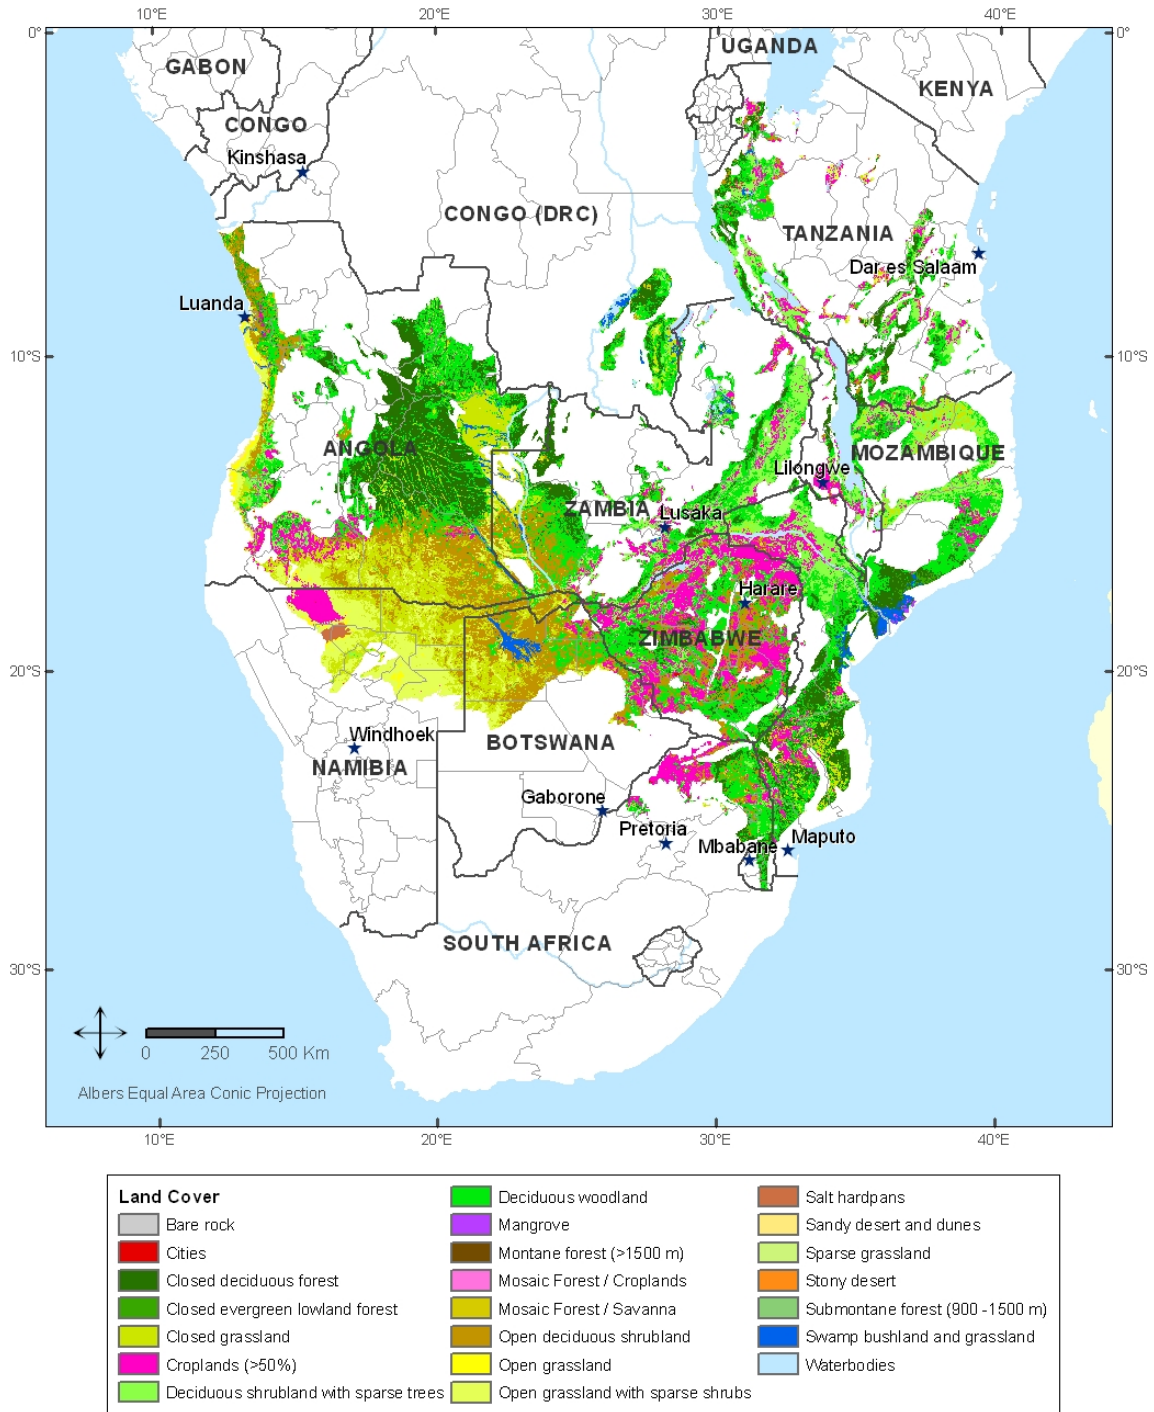 10°E 20°E 30°E 40°E
0° 0°
UGANDA
GABON
KENYA
CONGO
Kinshasa
CONGO (DRC)
TANZANIA
Dar es Salaam
Luanda
10°S 10°S
ANGOLA
MOZAMBIQUE
Lilongwe
ZAMBIA
Lusaka
Harare
ZIMBABWE
20°S 20°S
Windhoek
BOTSWANA
NAMIBIA
Gaborone
Pretoria
Maputo
Mbabane
SOUTH AFRICA
30°S 30°S
0 250 500 Km
Albers Equal Area Conic Projection
10°E 20°E 30°E 40°E
Land Cover
Bare rock
Cities
Closed deciduous forest
Closed evergreen lowland forest
Closed grassland
Croplands (>50%)
Deciduous shrubland with sparse trees
Deciduous woodland
Mangrove
Montane forest (>1500 m)
Mosaic Forest / Croplands
Mosaic Forest / Savanna
Open deciduous shrubland
Open grassland
Open grassland with sparse shrubs
Salt hardpans
Sandy desert and dunes
Sparse grassland
Stony desert
Submontane forest (900 -1500 m)
Swamp bushland and grassland
Waterbodies